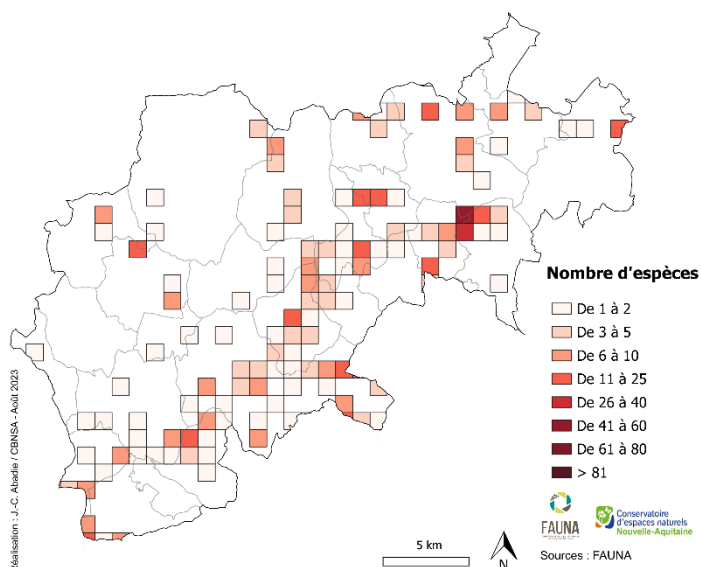 Nombre d'espèces
De 1 à 2
De 3 à 5
De 6 à 10
De 11 à 25
De 26 à 40
De 41 à 60
De 61 à 80
> 81
FAUNA
Conservatoire
d'espaces naturels
Nouvelle-Aquitaine
5 km
N
Sources : FAUNA
Réalisation : J.-C. Abadie / CBNSA - Août 2023